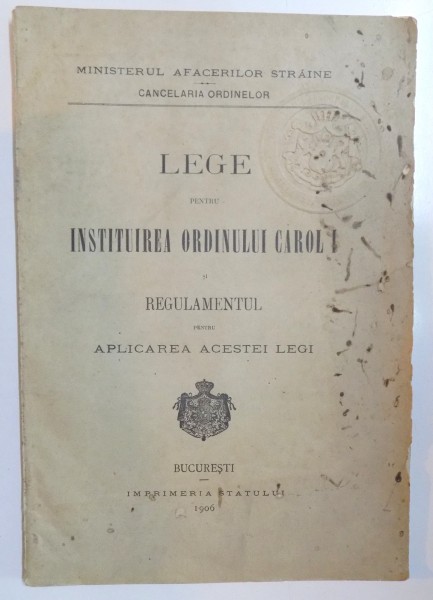 MINISTERUL AFACERILOR STRĂINE
CANCELARIA ORDINELOR
LEGE
PENTRU
INSTITUIREA ORDINULUI CAROL I
ȘI
REGULAMENTUL
PENTRU
APLICAREA ACESTEI LEGI
BUCUREȘTI
IMPRIMERIA STATULUI
1906